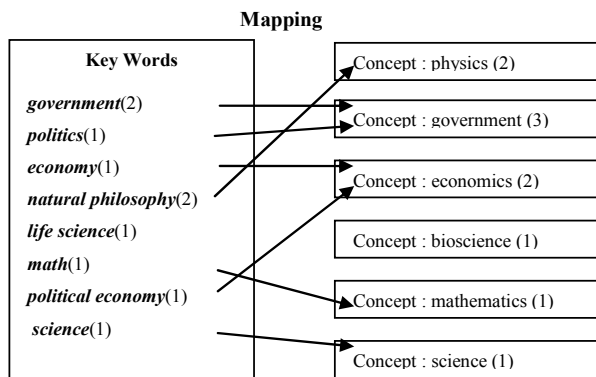 Mapping
Key Words
government(2)
politics(1)
economy(1)
natural philosophy(2)
life science(1)
math(1)
political economy(1)
science(1)
Concept : physics (2)
Concept : government (3)
Concept : economics (2)
Concept : bioscience (1)
Concept : mathematics (1)
Concept : science (1)